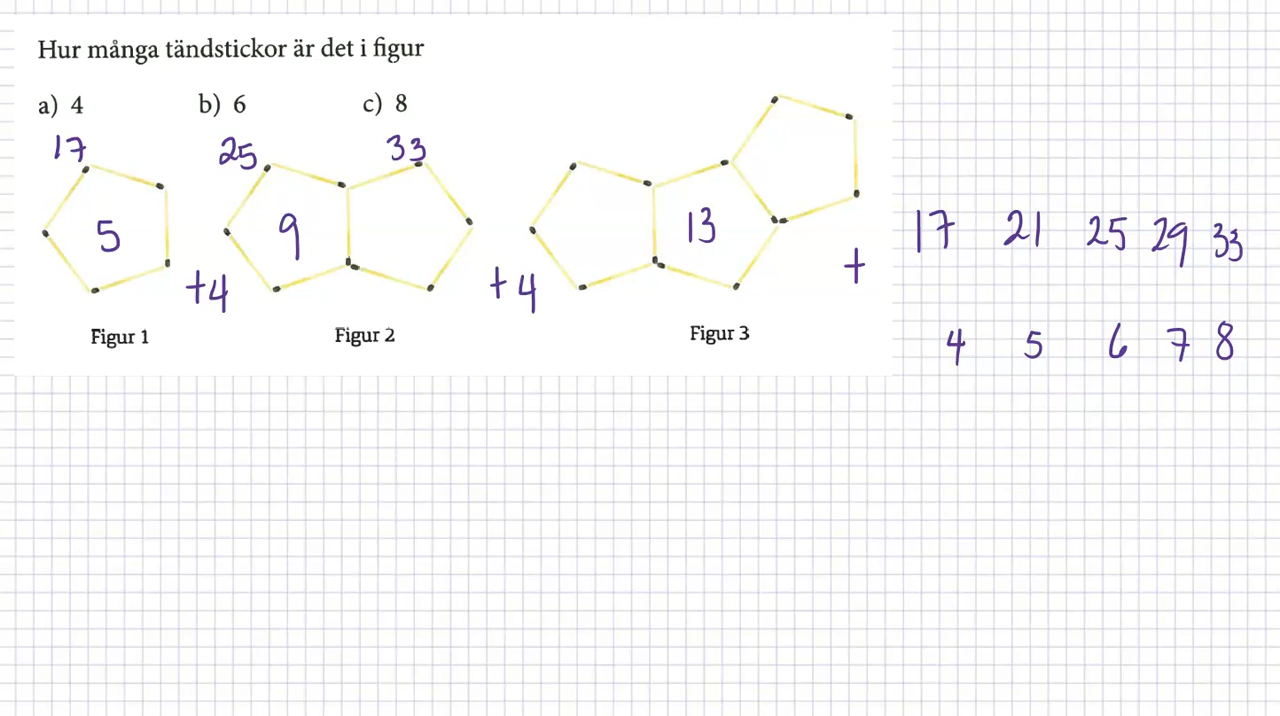 Hur många tändstickor är det i figur
a) 4 b) 6 c) 8
17 25 33
5 9 13
17 21 25 29 33
+4 +4 +
Figur 1 Figur 2 Figur 3
4 5 6 7 8